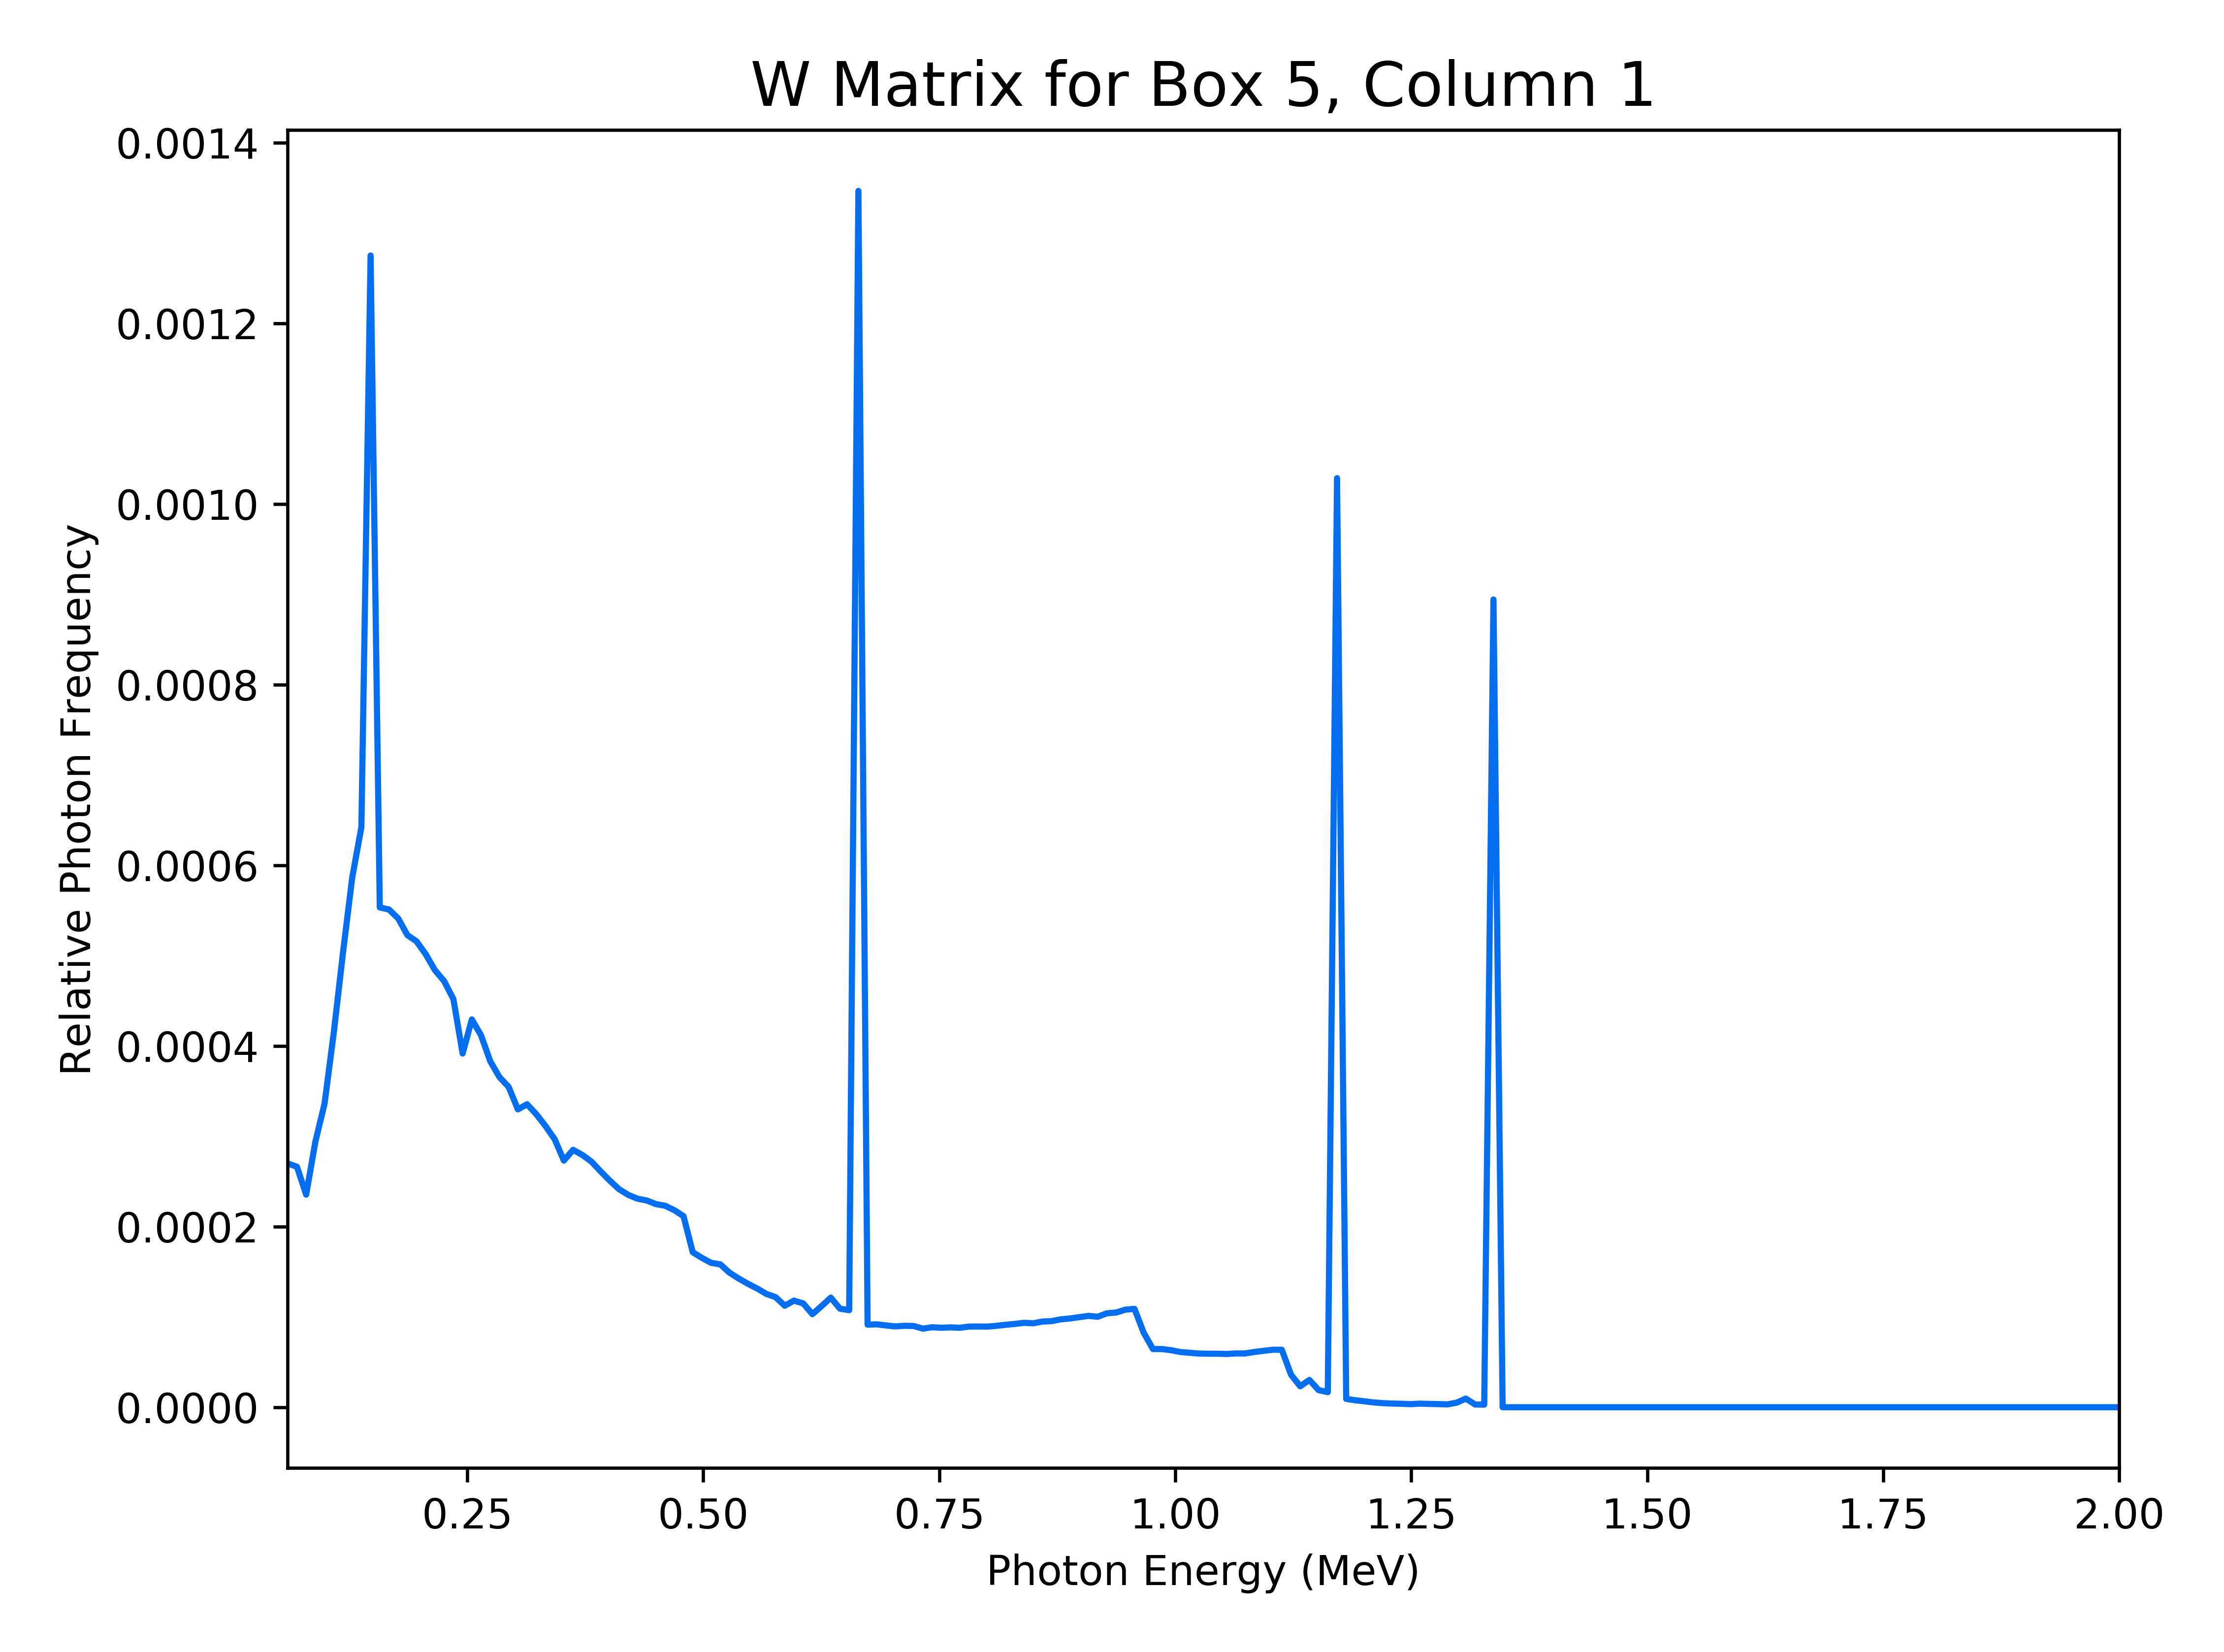 W Matrix for Box 5, Column 1
0.0014
0.0012
0.0010
0.0008
0.0006
0.0004
0.0002
0.0000
Relative Photon Frequency
0.25 0.50 0.75 1.00 1.25 1.50 1.75 2.00
Photon Energy (MeV)